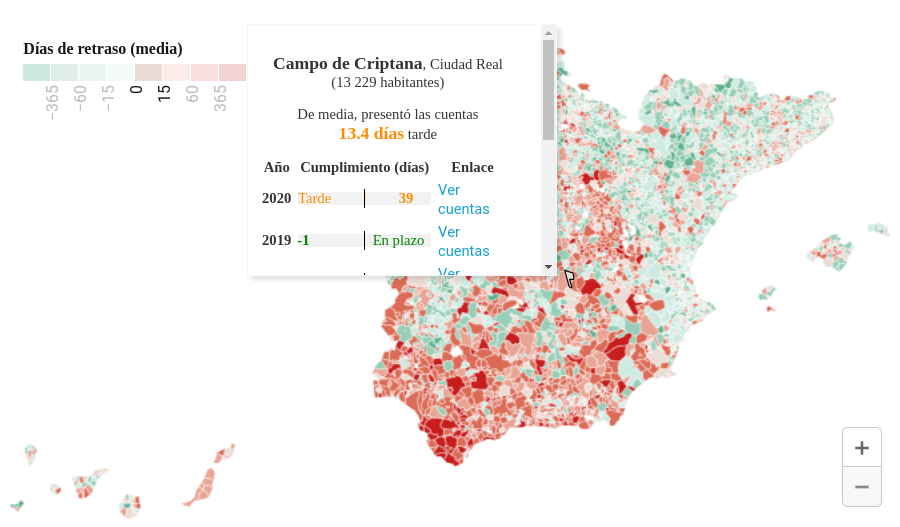 Días de retraso (media)
-365
-60
-15
0
15
60
365
Campo de Criptana, Ciudad Real
(13 229 habitantes)
De media, presentó las cuentas
13.4 días tarde
Año Cumplimiento (días) Enlace
2020 Tarde 39 Ver
cuentas
2019 -1 En plazo Ver
cuentas
Ver
+
−